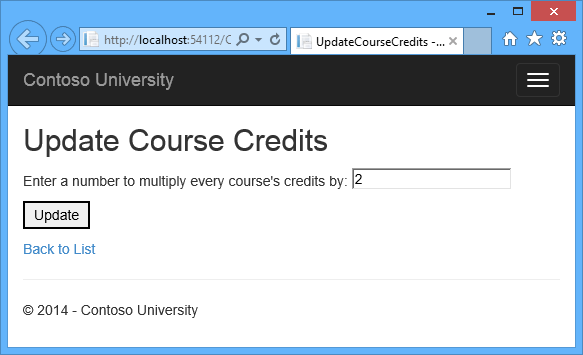 http://localhost:54112/C
UpdateCourseCredits -...
Contoso University
Update Course Credits
Enter a number to multiply every course's credits by: 2
Update
Back to List
© 2014 - Contoso University